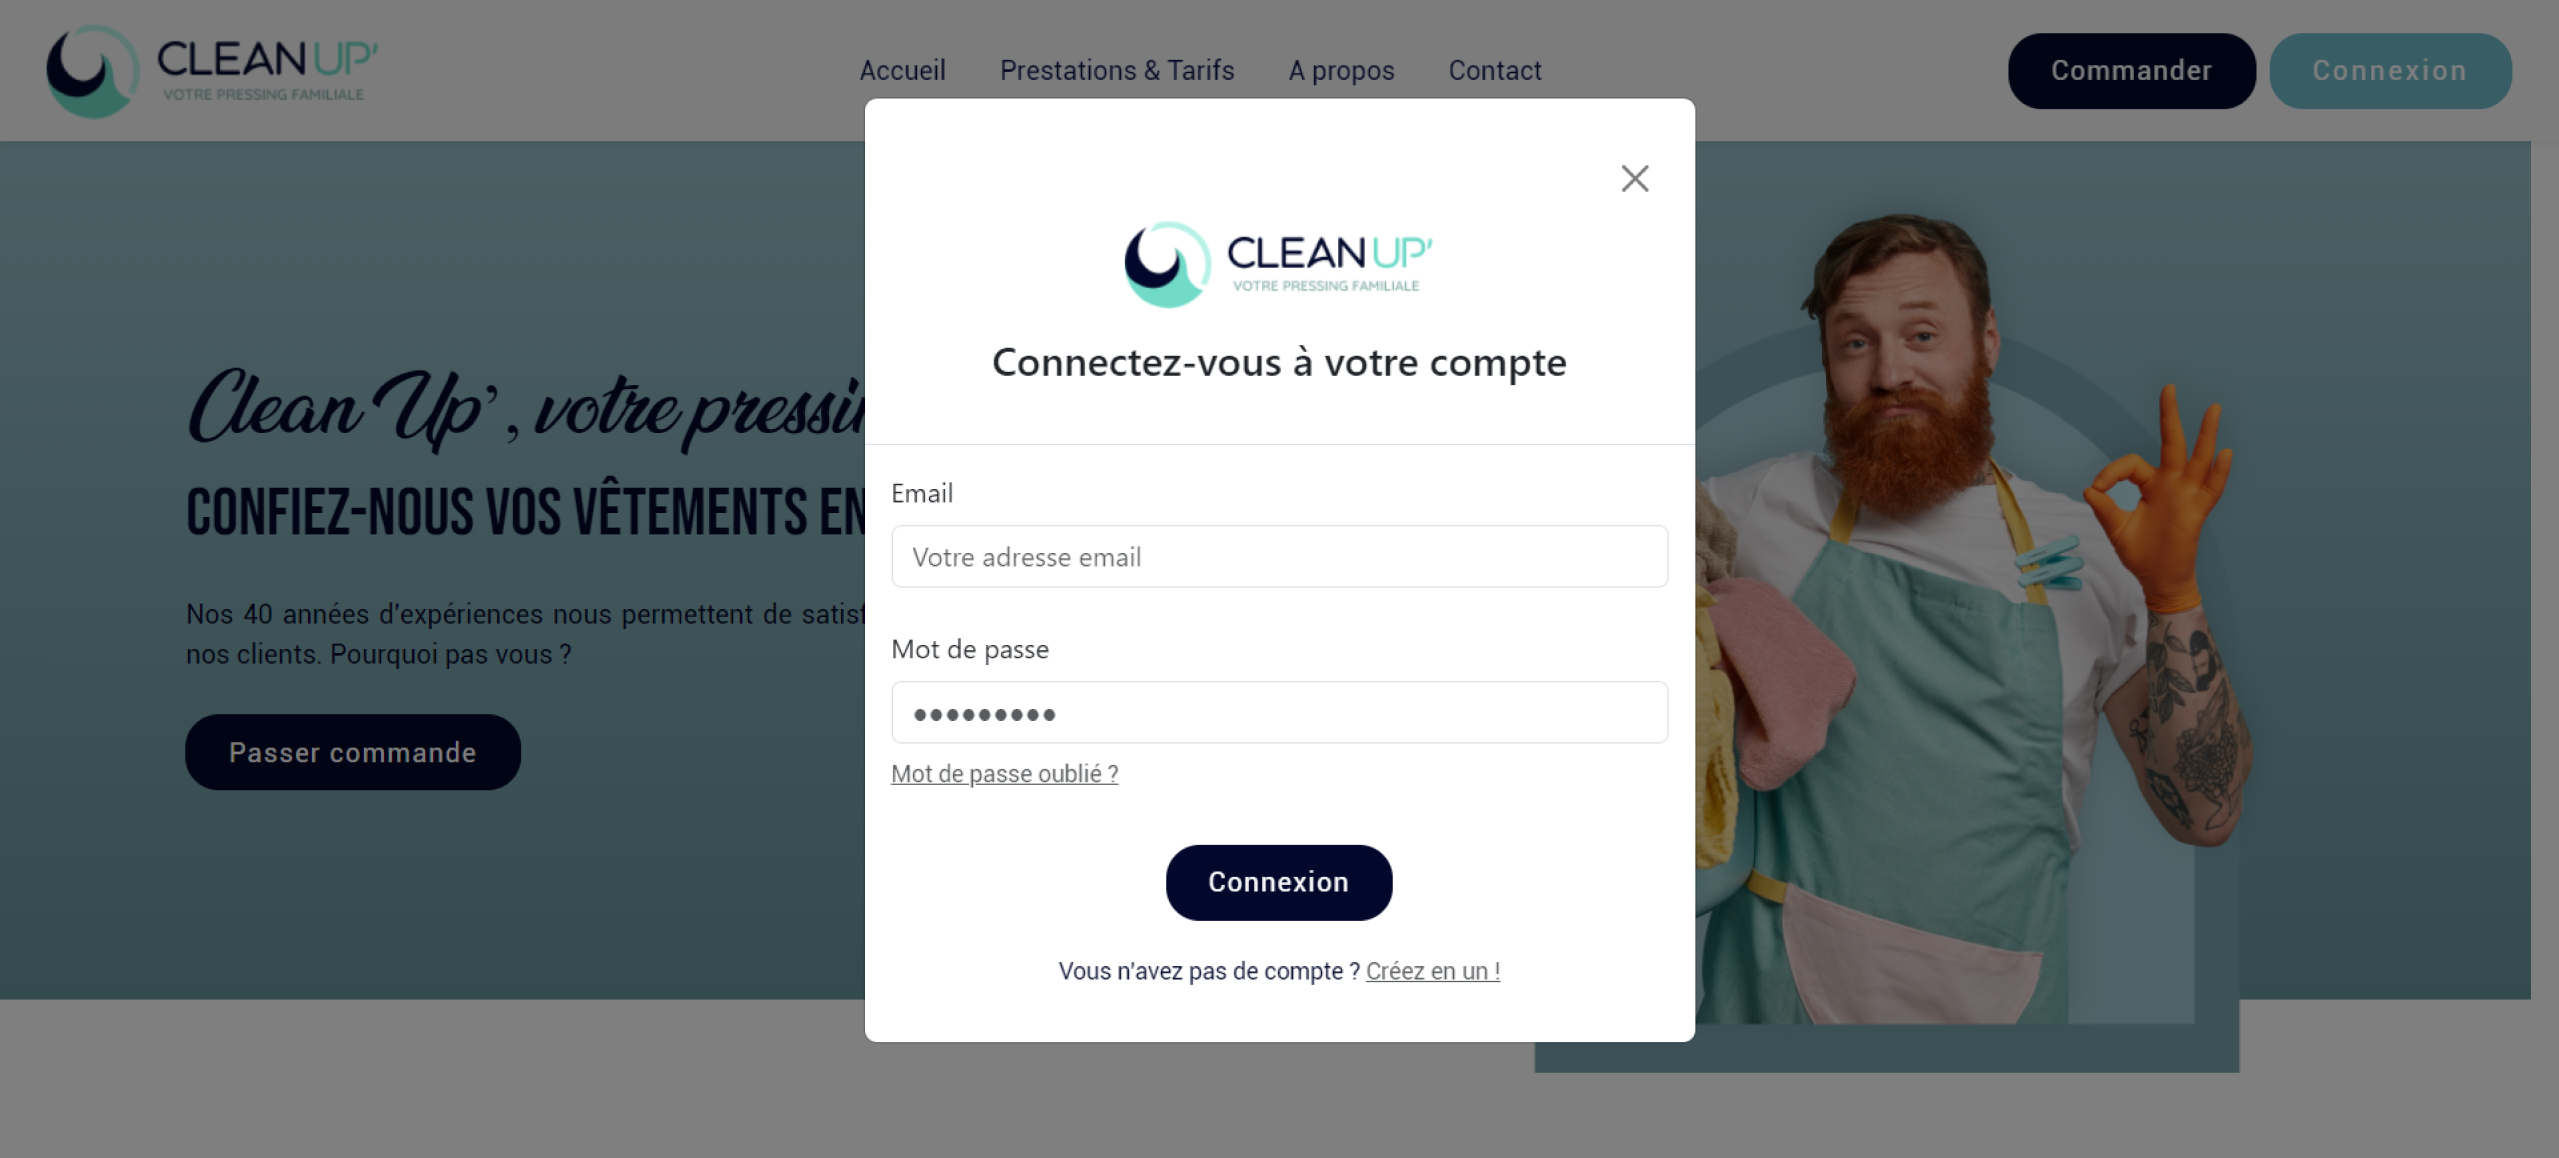 CLEAN UP'
VOTRE PRESSING FAMILIALE
Accueil
Prestations & Tarifs
A propos
Contact
Commander
Connexion
Clean Up', votre
CONFIEZ-NOUS VOS VÊTEMENTS
Nos 40 années d'expériences nous permettent de
nos clients. Pourquoi pas vous ?
Passer commande
CLEAN UP'
VOTRE PRESSING FAMILIALE
Connectez-vous à votre compte
Email
Votre adresse email
Mot de passe
•••••••••
Mot de passe oublié ?
Connexion
Vous n'avez pas de compte ? Créez en un !